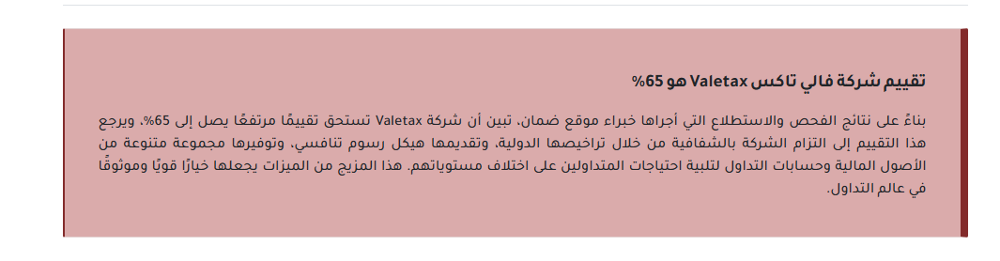 تقييم شركة فالي تاكس Valetax هو 65%
بناءً على نتائج الفحص والاستطلاع التي أجراها خبراء موقع ضمان، تبين أن شركة Valetax تستحق تقييمًا مرتفعًا يصل إلى 65%، ويرجع
هذا التقييم إلى التزام الشركة بالشفافية من خلال تراخيصها الدولية، وتقديمها هيكل رسوم تنافسي، وتوفيرها مجموعة متنوعة من
الأصول المالية وحسابات التداول لتلبية احتياجات المتداولين على اختلاف مستوياتهم. هذا المزيج من الميزات يجعلها خيارًا قويًا وموثوقًا
في عالم التداول.